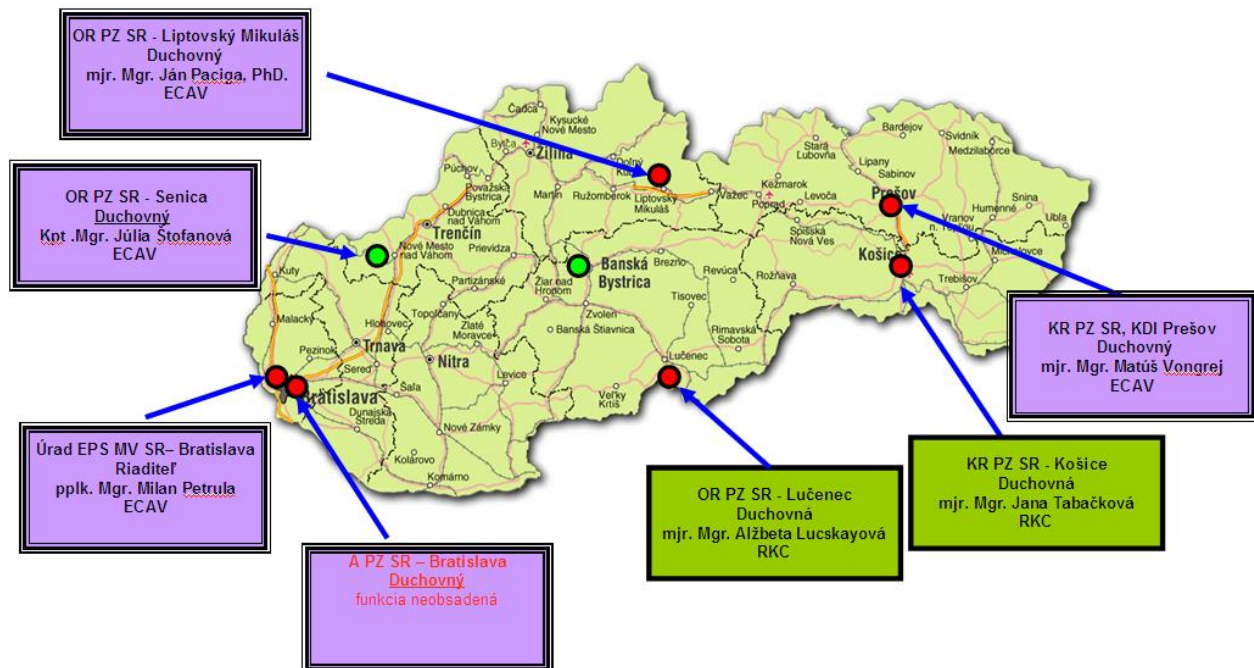 OR PZ SR - Liptovský Mikuláš
Duchovný
mjr. Mgr. Ján Paciga, PhD.
ECAV
OR PZ SR - Senica
Duchovný
Kpt .Mgr. Júlia Štofanová
ECAV
Úrad EPS MV SR– Bratislava
Riaditeľ
pplk. Mgr. Milan Petrula
ECAV
A PZ SR – Bratislava
Duchovný
funkcia neobsadená
OR PZ SR - Lučenec
Duchovná
mjr. Mgr. Alžbeta Lucskayová
RKC
KR PZ SR - Košice
Duchovná
mjr. Mgr. Jana Tabačková
RKC
KR PZ SR, KDI Prešov
Duchovný
mjr. Mgr. Matúš Vongrej
ECAV
Čadca
Kysucké
Nové Mesto
Bytča
Žilina
Púchov
Považská
Bystrica
Dubnica
nad Váhom
Trenčín
Nové Mesto
nad Váhom
Prievidza
Martin
Ružomberok
Dolný
Liptovský
Mikuláš
Važec
Poprad
Kežmarok
Levoča
Stará
Lubovňa
Spišská
Nová Ves
Bardejov
Svidník
Medzilaborce
Lipany
Sabinov
Prešov
Humenné
Snina
Ubla
Vranov
n. Topľou
Michalovce
Košice
Trebišov
Rožňava
Revúca
Brezno
Banská
Bystrica
Tisovec
Rimavská
Sobota
Lučenec
Zvolen
Žiar nad
Hronom
Banská Štiavnica
Veľký
Krtíš
Partizánske
Topoľčany
Zlaté
Moravce
Nitra
Levice
Kuty
Malacky
Pezinok
Hlohovec
Trnava
Sereď
Šaľa
Bratislava
Dunajská
Streda
Nové Zámky
Kolárovo
Komárno